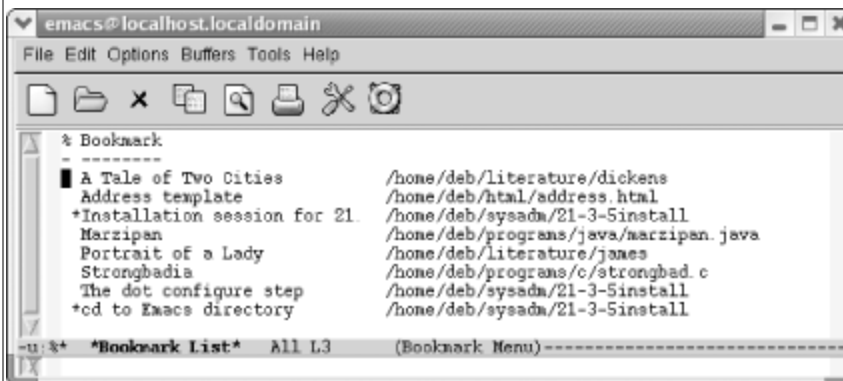 emacs@localhost.localdomain
File Edit Options Buffers Tools Help
% Bookmark
- --------
A Tale of Two Cities /home/deb/literature/dickens
Address template /home/deb/html/address.html
*Installation session for 21. /home/deb/sysadm/21-3-5install
Marzipan /home/deb/programs/java/marzipan.java
Portrait of a Lady /home/deb/literature/james
Strongbadia /home/deb/programs/c/strongbad.c
The dot configure step /home/deb/sysadm/21-3-5install
*cd to Emacs directory /home/deb/sysadm/21-3-5install
-u:%* *Bookmark List* All L3 (Bookmark Menu)------------------------------